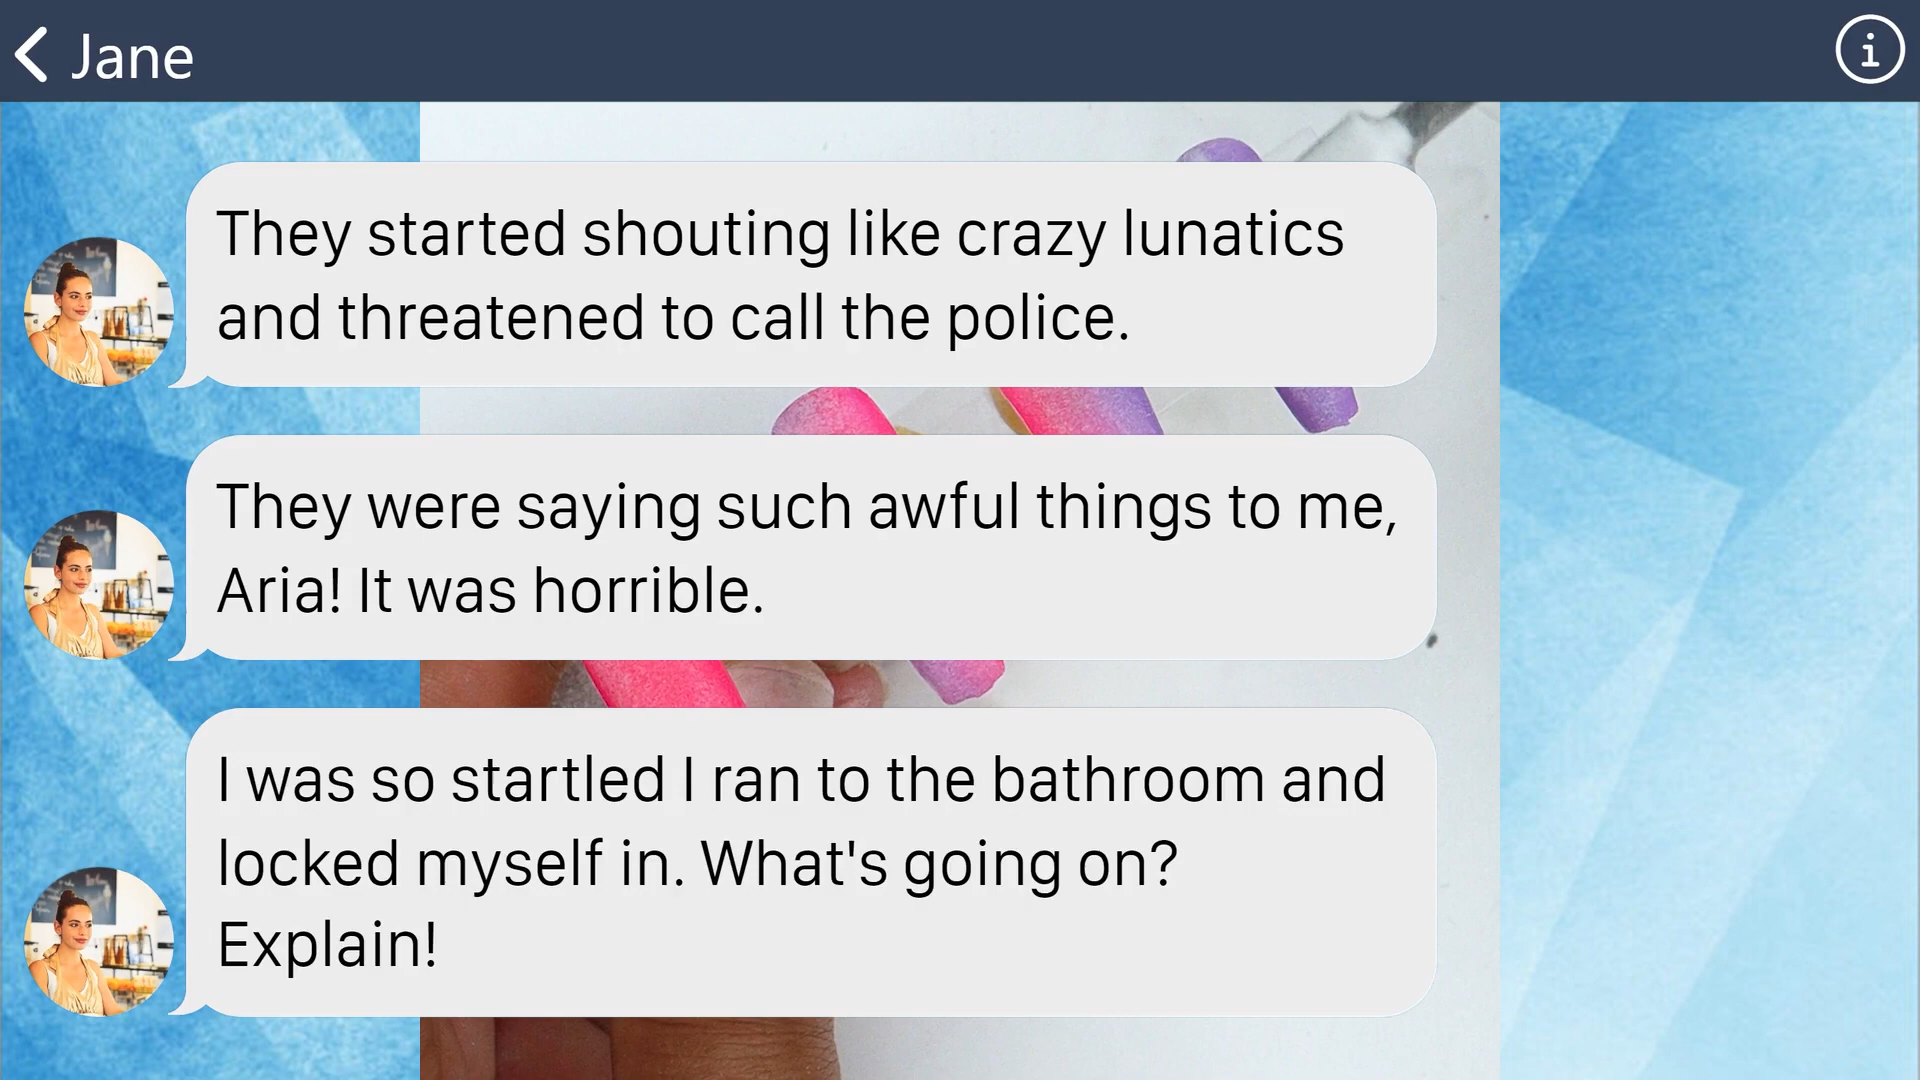 Jane
They started shouting like crazy lunatics
and threatened to call the police.
They were saying such awful things to me,
Aria! It was horrible.
I was so startled I ran to the bathroom and
locked myself in. What's going on?
Explain!